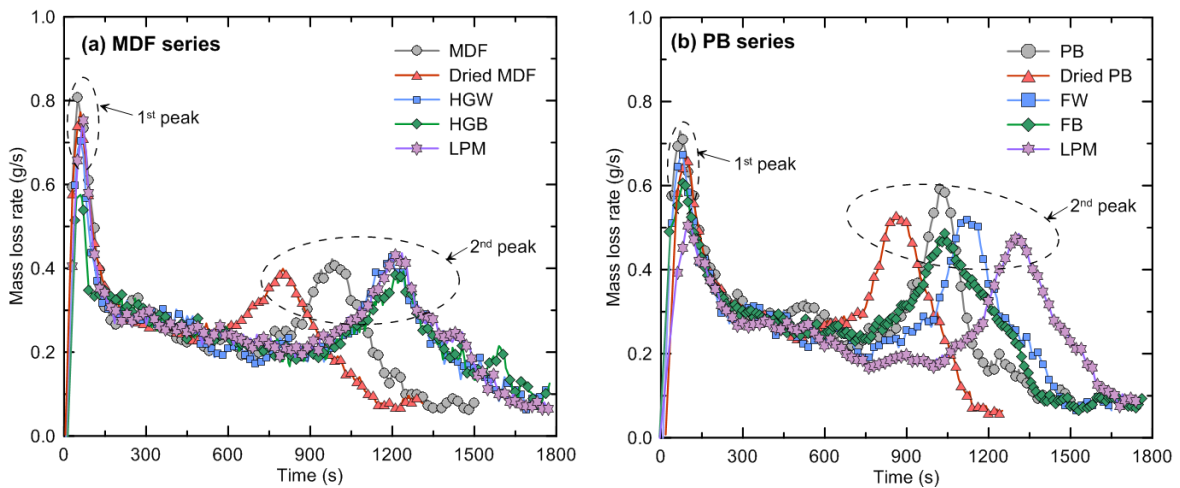 (a) MDF series
MDF
Dried MDF
HGW
HGB
LPM
1st peak
2nd peak
Mass loss rate (g/s)
1.0
0.8
0.6
0.4
0.2
0.0
0 300 600 900 1200 1500 1800
Time (s)
(b) PB series
PB
Dried PB
FW
FB
LPM
1st peak
2nd peak
Mass loss rate (g/s)
1.0
0.8
0.6
0.4
0.2
0.0
0 300 600 900 1200 1500 1800
Time (s)